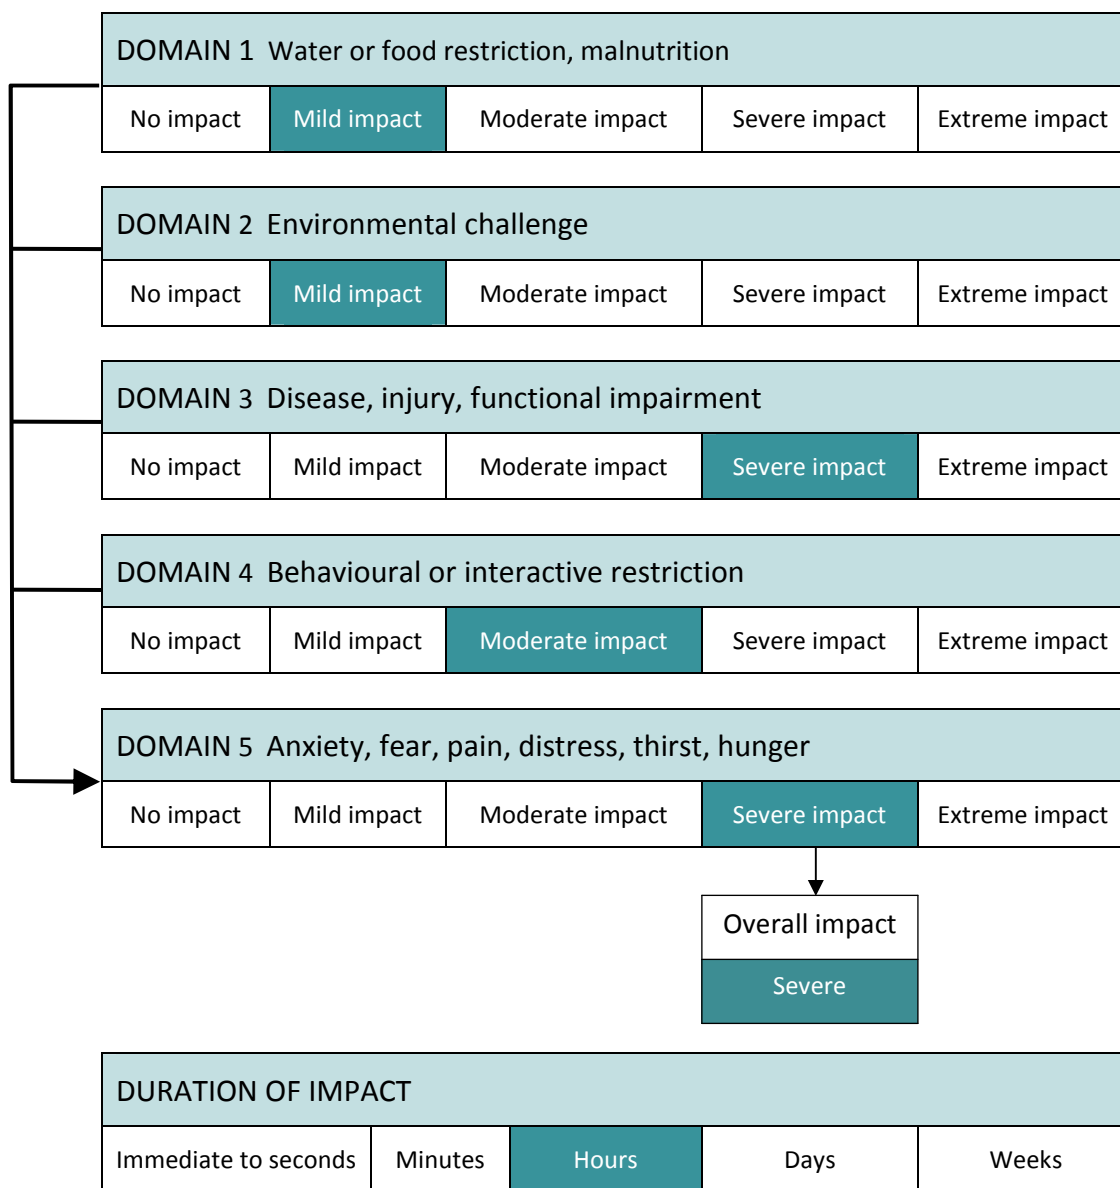 DOMAIN 1 Water or food restriction, malnutrition
No impact Mild impact Moderate impact Severe impact Extreme impact
DOMAIN 2 Environmental challenge
No impact Mild impact Moderate impact Severe impact Extreme impact
DOMAIN 3 Disease, injury, functional impairment
No impact Mild impact Moderate impact Severe impact Extreme impact
DOMAIN 4 Behavioural or interactive restriction
No impact Mild impact Moderate impact Severe impact Extreme impact
DOMAIN 5 Anxiety, fear, pain, distress, thirst, hunger
No impact Mild impact Moderate impact Severe impact Extreme impact
Overall impact
Severe
DURATION OF IMPACT
Immediate to seconds Minutes Hours Days Weeks